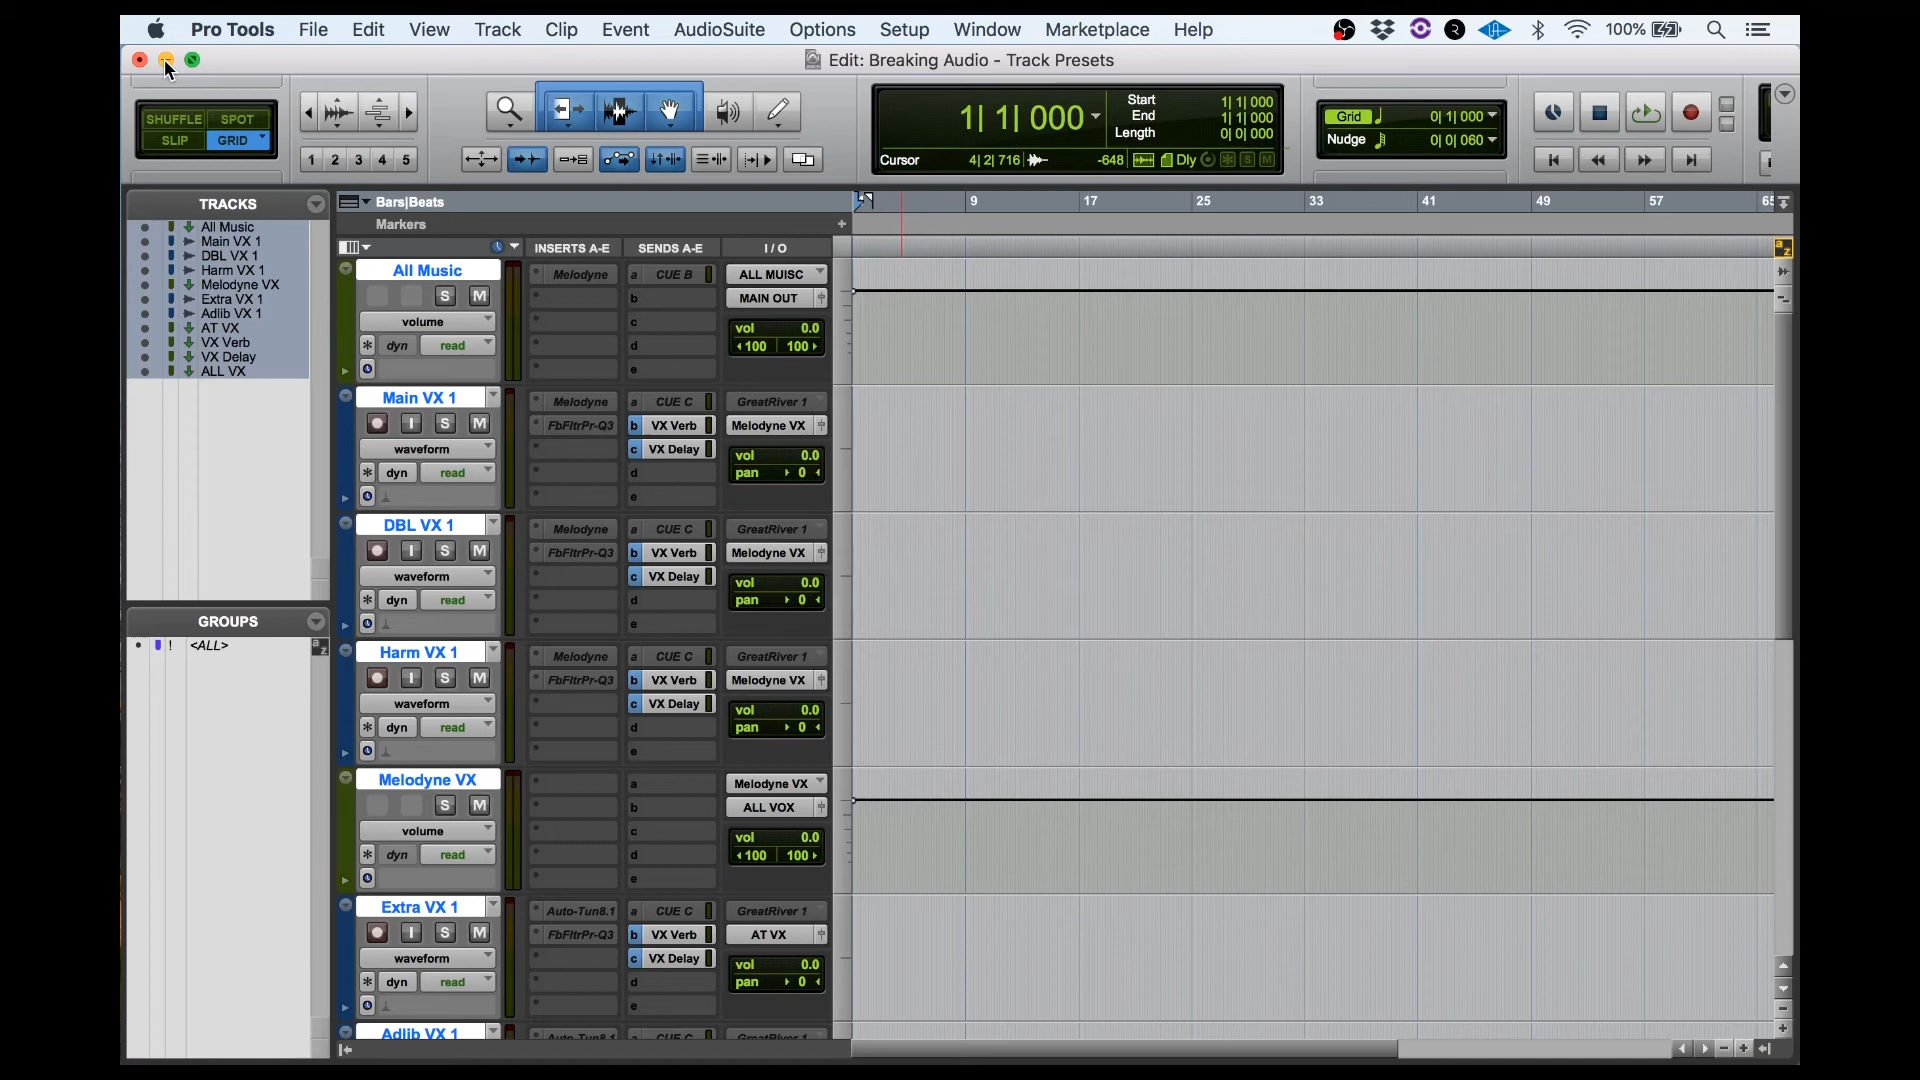 Pro Tools File Edit View Track Clip Event AudioSuite Options Setup Window Marketplace Help 100%
Edit: Breaking Audio - Track Presets
SHUFFLE SPOT
SLIP GRID
1 2 3 4 5
1| 1| 000
Start 1| 1| 000
End 1| 1| 000
Length 0| 0| 000
Cursor 4| 2| 716 -648 Dly S M
Grid 0| 1| 000
Nudge 0| 0| 060
TRACKS
All Music
Main VX 1
DBL VX 1
Harm VX 1
Melodyne VX
Extra VX 1
Adlib VX 1
AT VX
VX Verb
VX Delay
ALL VX
GROUPS
! <ALL> a z
Bars|Beats 9 17 25 33 41 49 57 65
Markers
INSERTS A-E SENDS A-E I / O a z
All Music Melodyne a CUE B ALL MUISC
S M b MAIN OUT
volume c vol 0.0
dyn read d 100 100
e
Main VX 1 Melodyne a CUE C GreatRiver 1
I S M FbFltrPr-Q3 b VX Verb Melodyne VX
waveform c VX Delay vol 0.0
dyn read d pan 0
e
DBL VX 1 Melodyne a CUE C GreatRiver 1
I S M FbFltrPr-Q3 b VX Verb Melodyne VX
waveform c VX Delay vol 0.0
dyn read d pan 0
e
Harm VX 1 Melodyne a CUE C GreatRiver 1
I S M FbFltrPr-Q3 b VX Verb Melodyne VX
waveform c VX Delay vol 0.0
dyn read d pan 0
e
Melodyne VX a Melodyne VX
S M b ALL VOX
volume c vol 0.0
dyn read d 100 100
e
Extra VX 1 Auto-Tun8.1 a CUE C GreatRiver 1
I S M FbFltrPr-Q3 b VX Verb AT VX
waveform c VX Delay vol 0.0
dyn read d pan 0
e
Adlib VX 1 Auto-Tun8.1 a CUE C GreatRiver 1